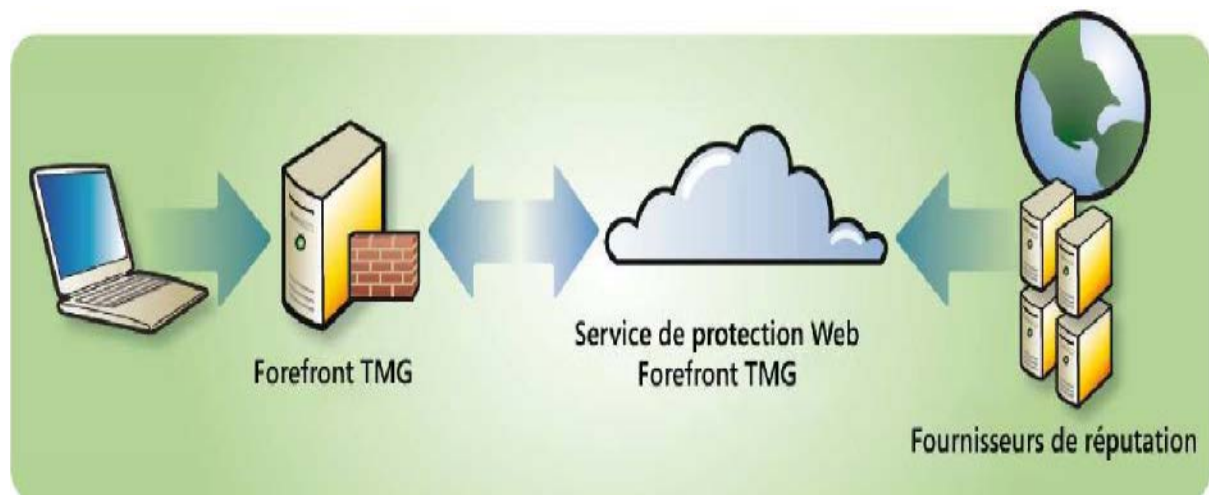 Forefront TMG
Service de protection Web
Forefront TMG
Fournisseurs de réputation